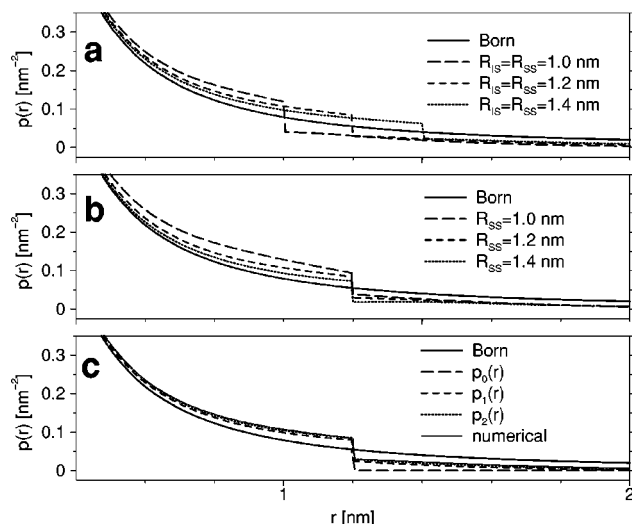 a
p(r) [nm⁻²]
0.3
0.2
0.1
0
Born
R_IS=R_SS=1.0 nm
R_IS=R_SS=1.2 nm
R_IS=R_SS=1.4 nm
b
p(r) [nm⁻²]
0.3
0.2
0.1
0
Born
R_SS=1.0 nm
R_SS=1.2 nm
R_SS=1.4 nm
c
p(r) [nm⁻²]
0.3
0.2
0.1
0
Born
p₀(r)
p₁(r)
p₂(r)
numerical
1
2
r [nm]